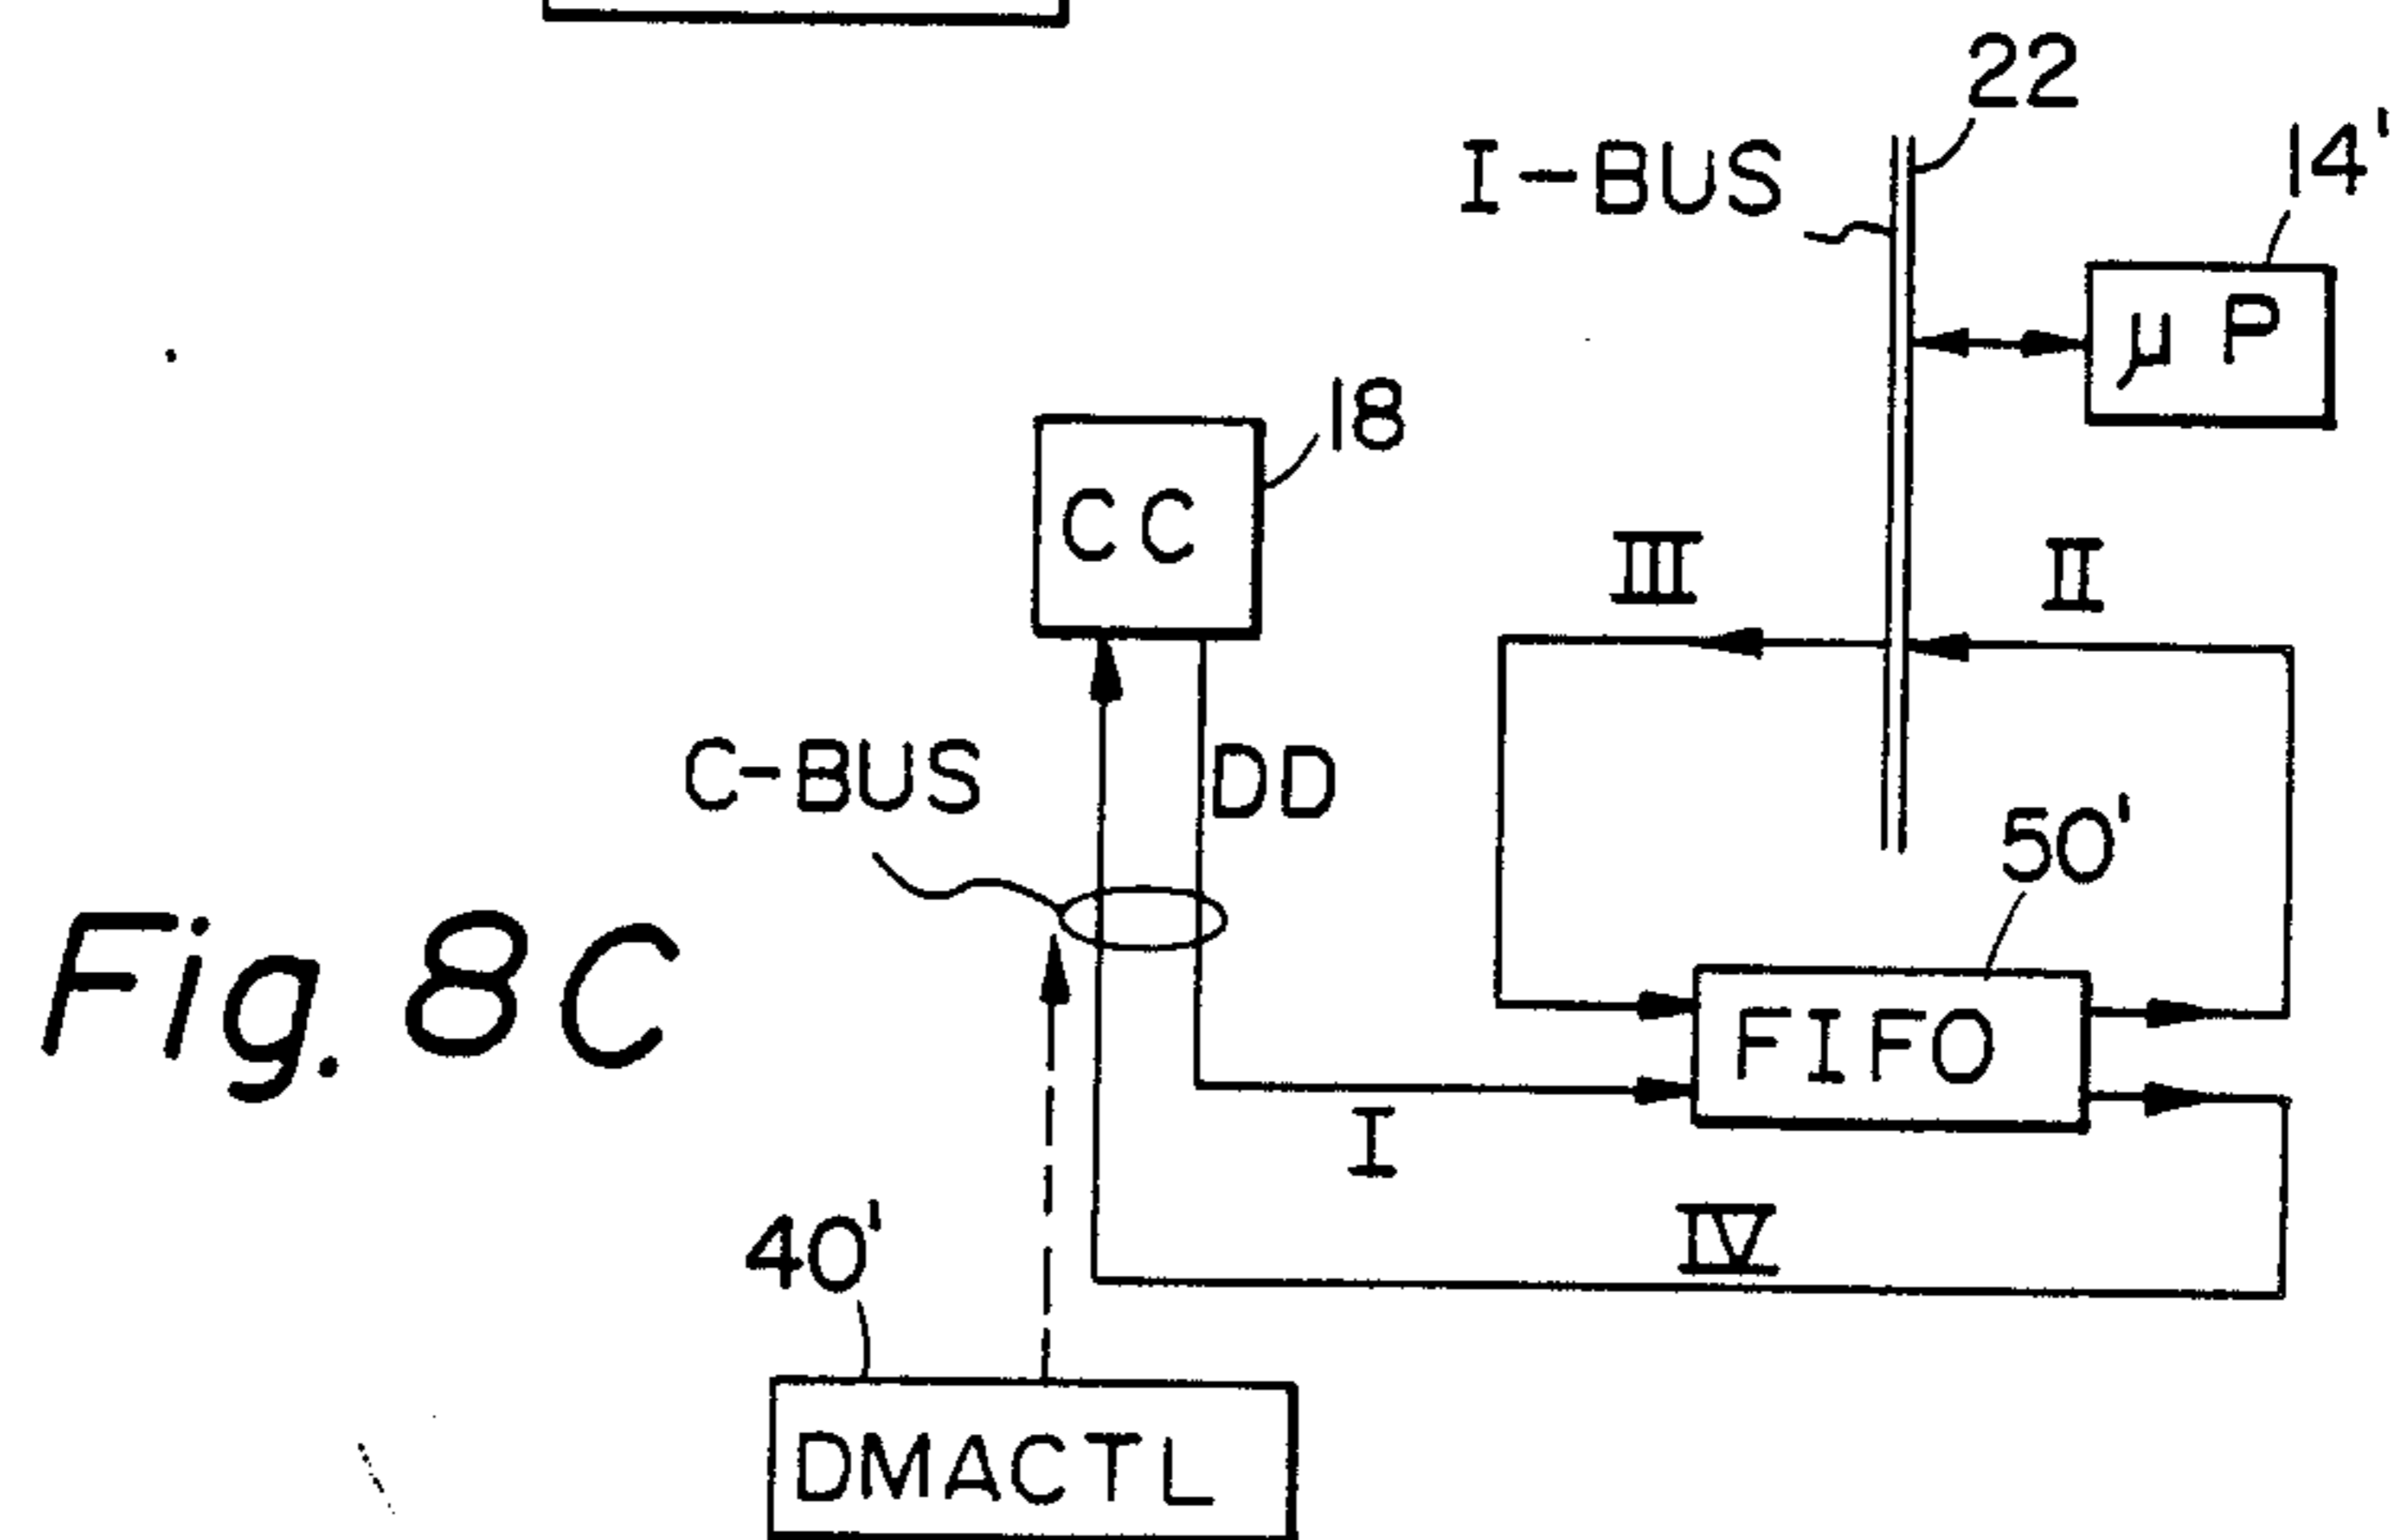 22
I-BUS
14'
μP
18
CC
III
II
C-BUS
DD
50'
Fig. 8C
FIFO
I
40'
IV
DMACTL